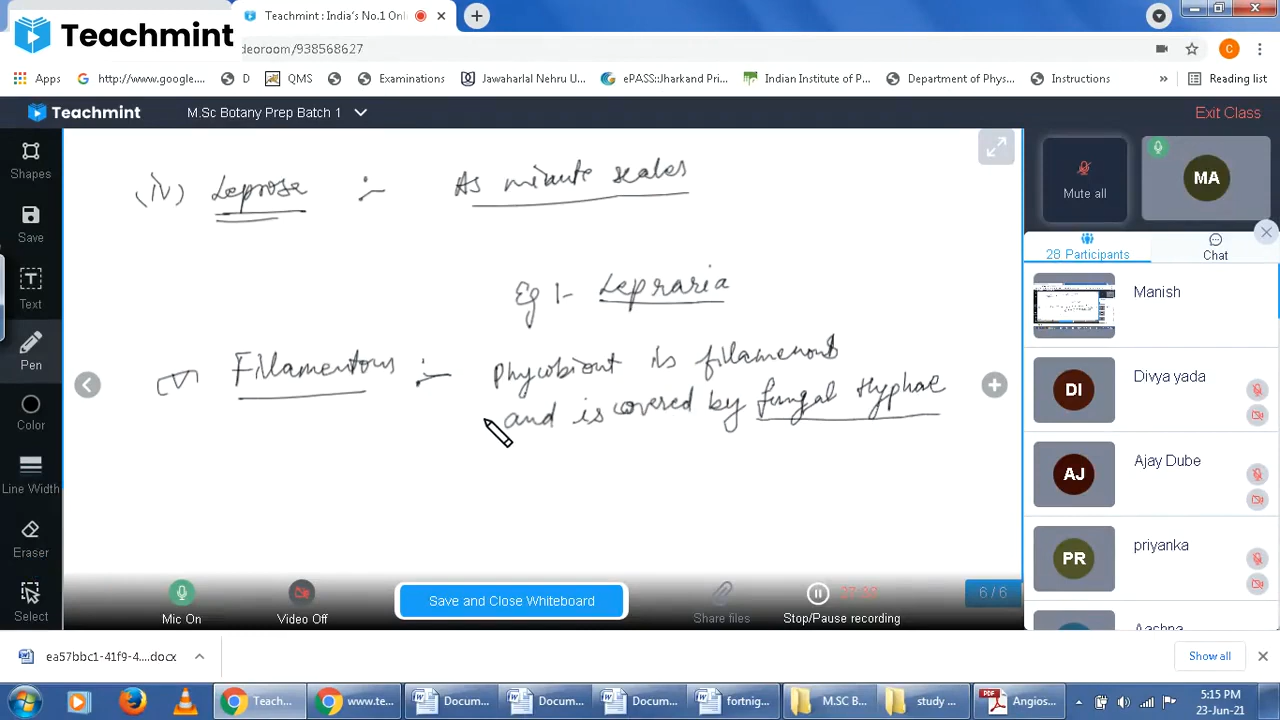 Teachmint : India's No.1 Onl
Teachmint
deoroom/938568627
C
Apps
http://www.google....
D
QMS
Examinations
Jawaharlal Nehru U...
ePASS::Jharkand Pri...
Indian Institute of P...
Department of Phys...
Instructions
»
Reading list
Teachmint
M.Sc Botany Prep Batch 1
Exit Class
Shapes
Save
Text
Pen
Color
Line Width
Eraser
Select
(iv) Leprose :- As minute scales
Eg :- Lepraria
(v) Fillamentous :- Phycobiont is fillamenous
and is covered by fungal Hyphae
Mute all
MA
28 Participants
Chat
Manish
DI
Divya yada
AJ
Ajay Dube
PR
priyanka
Aashna
Mic On
Video Off
Save and Close Whiteboard
Share files
Stop/Pause recording
6 / 6
ea57bbc1-41f9-4....docx
Show all
Teach...
www.te...
Docum...
Docum...
Docum...
fortnig...
M.SC B...
study ...
Angios...
5:15 PM
23-Jun-21